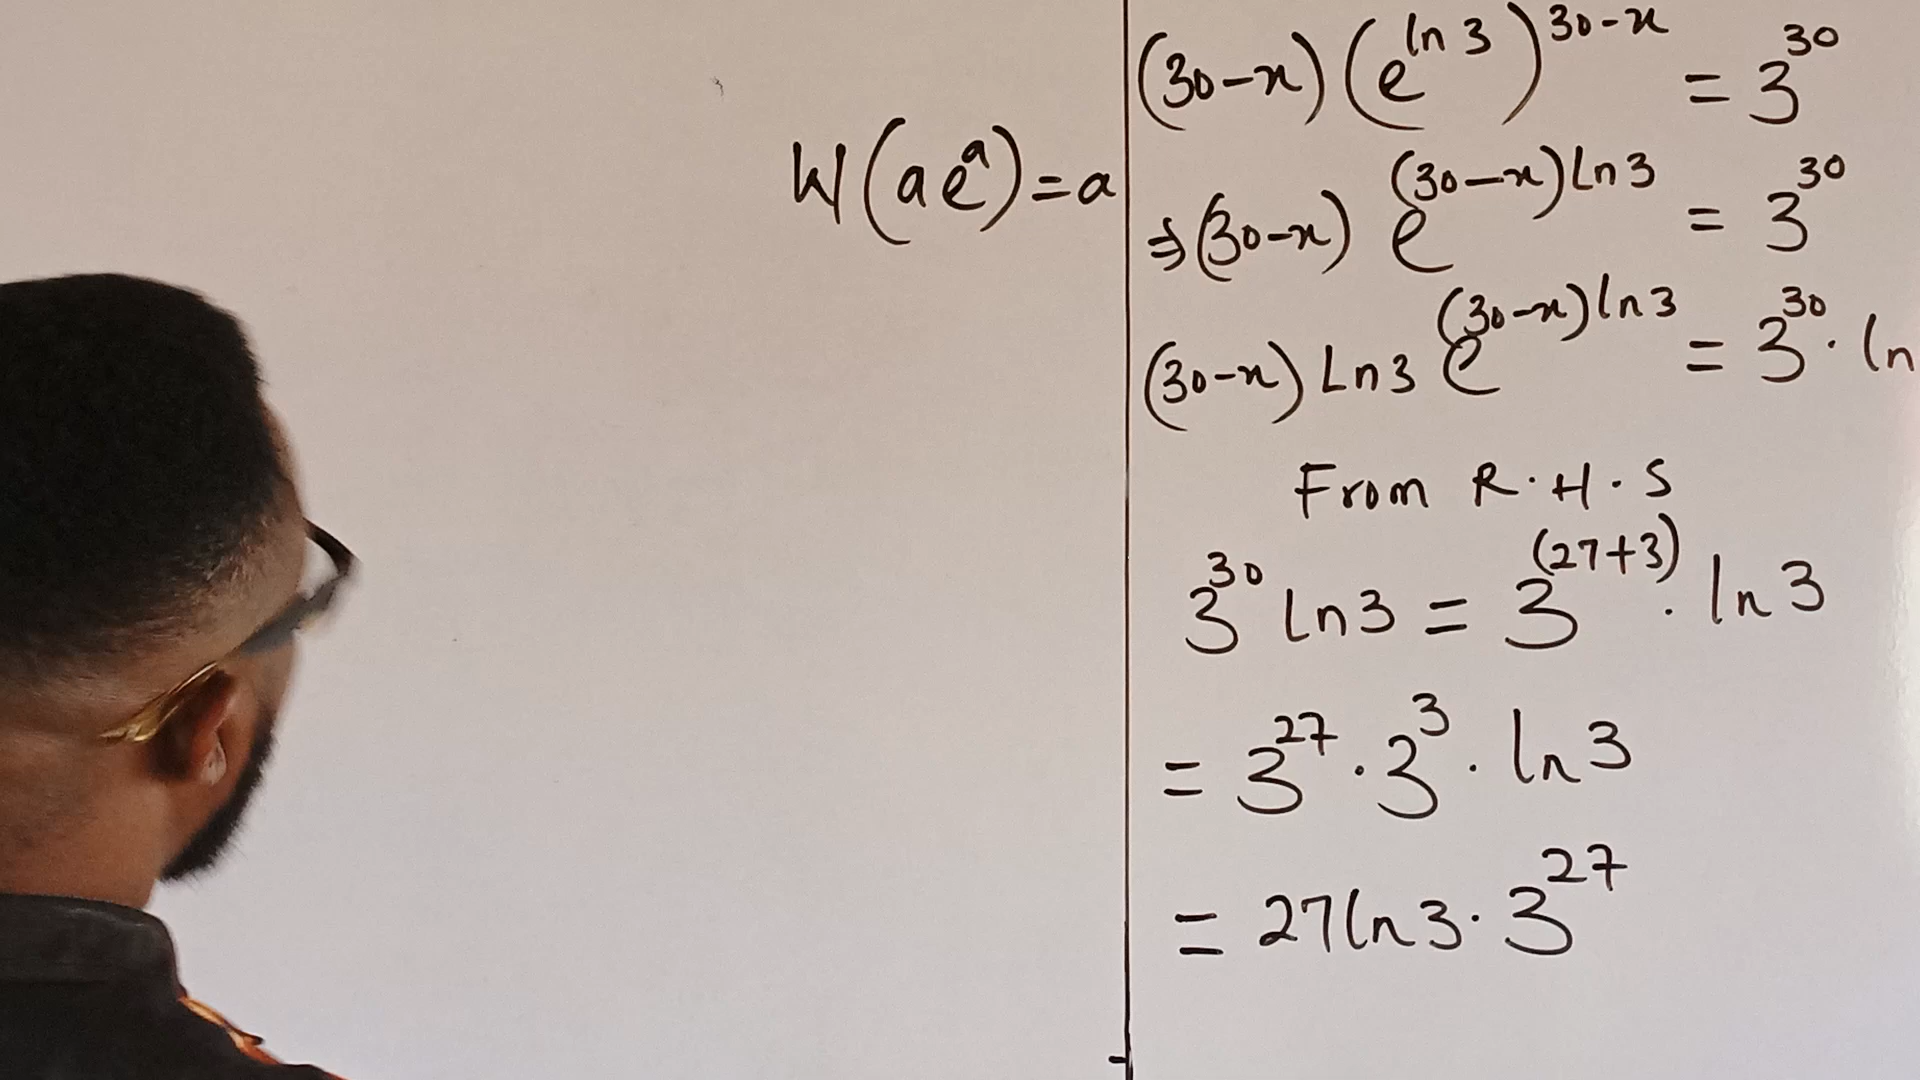 W(ae^a)=a
(30-x)(e^ln3)^30-x = 3^30
⇒(30-x) e^(30-x)Ln3 = 3^30
(30-x) Ln3 e^(30-x)ln3 = 3^30 · ln
From R.H.S
3^30 Ln3 = 3^(27+3) · ln3
= 3^27 · 3^3 · ln3
= 27ln3 · 3^27